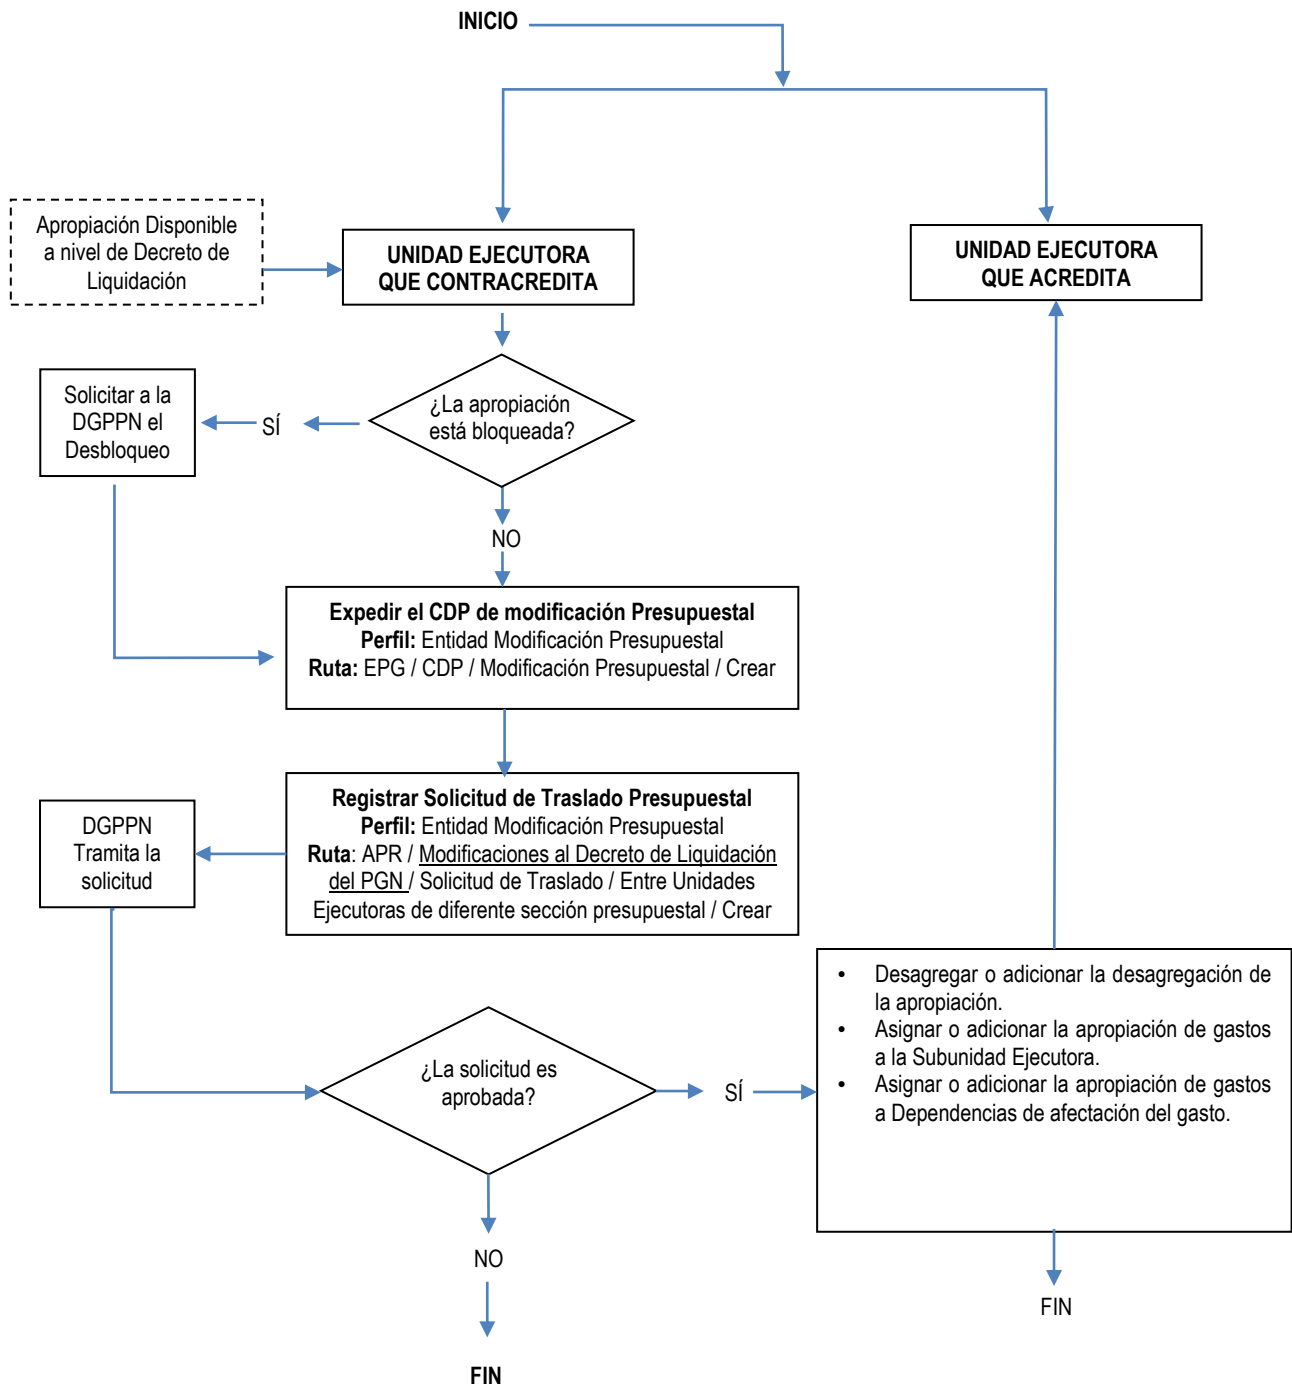 INICIO
Apropiación Disponible
a nivel de Decreto de
Liquidación
UNIDAD EJECUTORA
QUE CONTRACREDITA
UNIDAD EJECUTORA
QUE ACREDITA
Solicitar a la
DGPPN el
Desbloqueo
SÍ
¿La apropiación
está bloqueada?
NO
Expedir el CDP de modificación Presupuestal
Perfil: Entidad Modificación Presupuestal
Ruta: EPG / CDP / Modificación Presupuestal / Crear
Registrar Solicitud de Traslado Presupuestal
Perfil: Entidad Modificación Presupuestal
Ruta: APR / Modificaciones al Decreto de Liquidación
del PGN / Solicitud de Traslado / Entre Unidades
Ejecutoras de diferente sección presupuestal / Crear
DGPPN
Tramita la
solicitud
¿La solicitud es
aprobada?
SÍ
• Desagregar o adicionar la desagregación de
la apropiación.
• Asignar o adicionar la apropiación de gastos
a la Subunidad Ejecutora.
• Asignar o adicionar la apropiación de gastos
a Dependencias de afectación del gasto.
NO
FIN
FIN